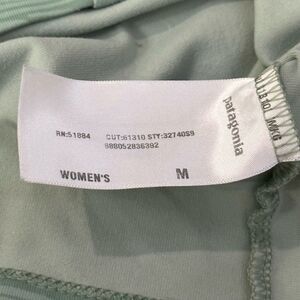 RN:51884 CUT:61310 STY:32740S9
888052836392
WOMEN'S M
patagonia